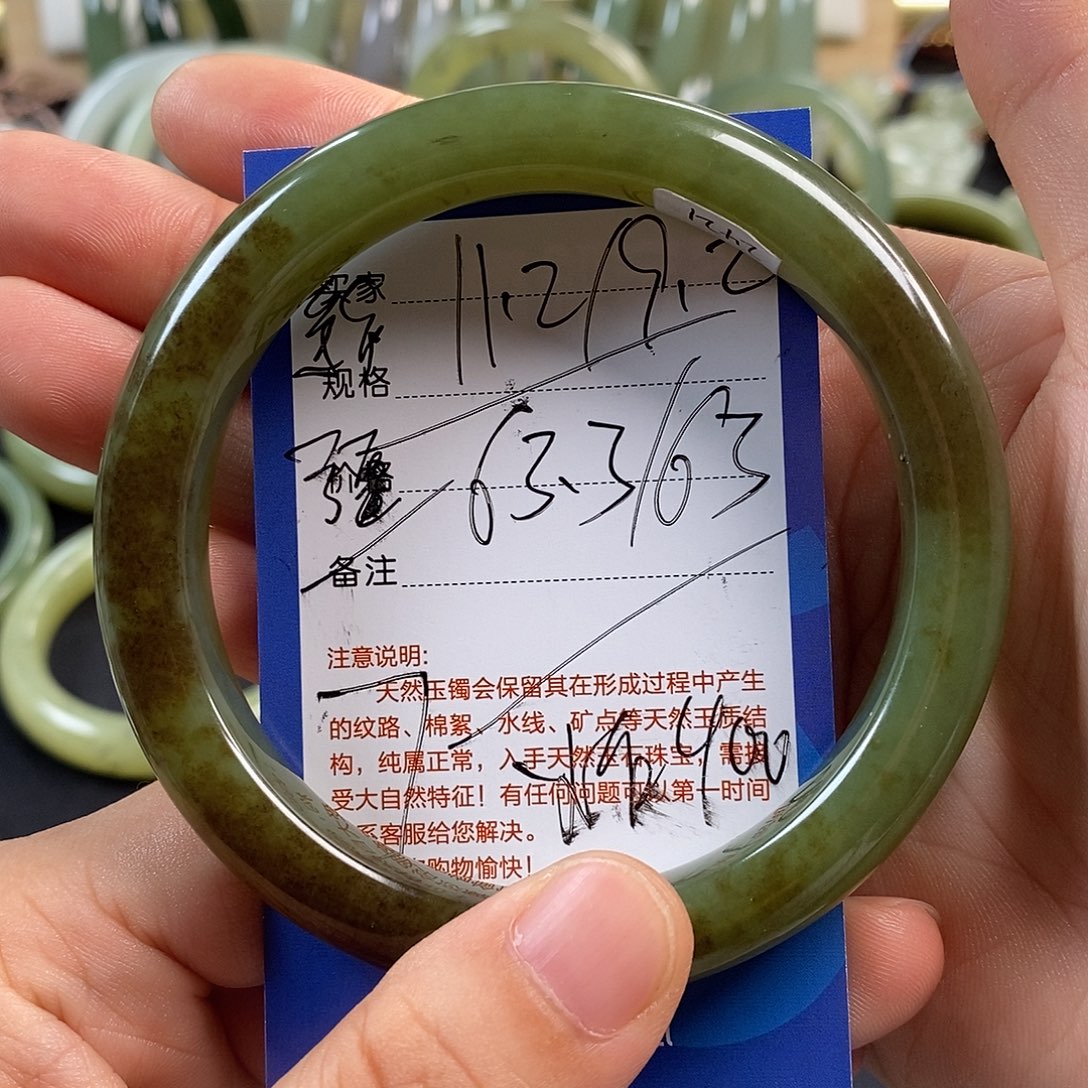 买家 11.2/9.2
规格
价格 63.3/63
备注
注意说明:
天然玉镯会保留其在形成过程中产生
的纹路、棉絮、水线、矿点等天然玉质结
构，纯属正常，入手天然玉石珠宝，需接
受大自然特征！有任何问题可以第一时间
系客服给您解决。
购物愉快！
400